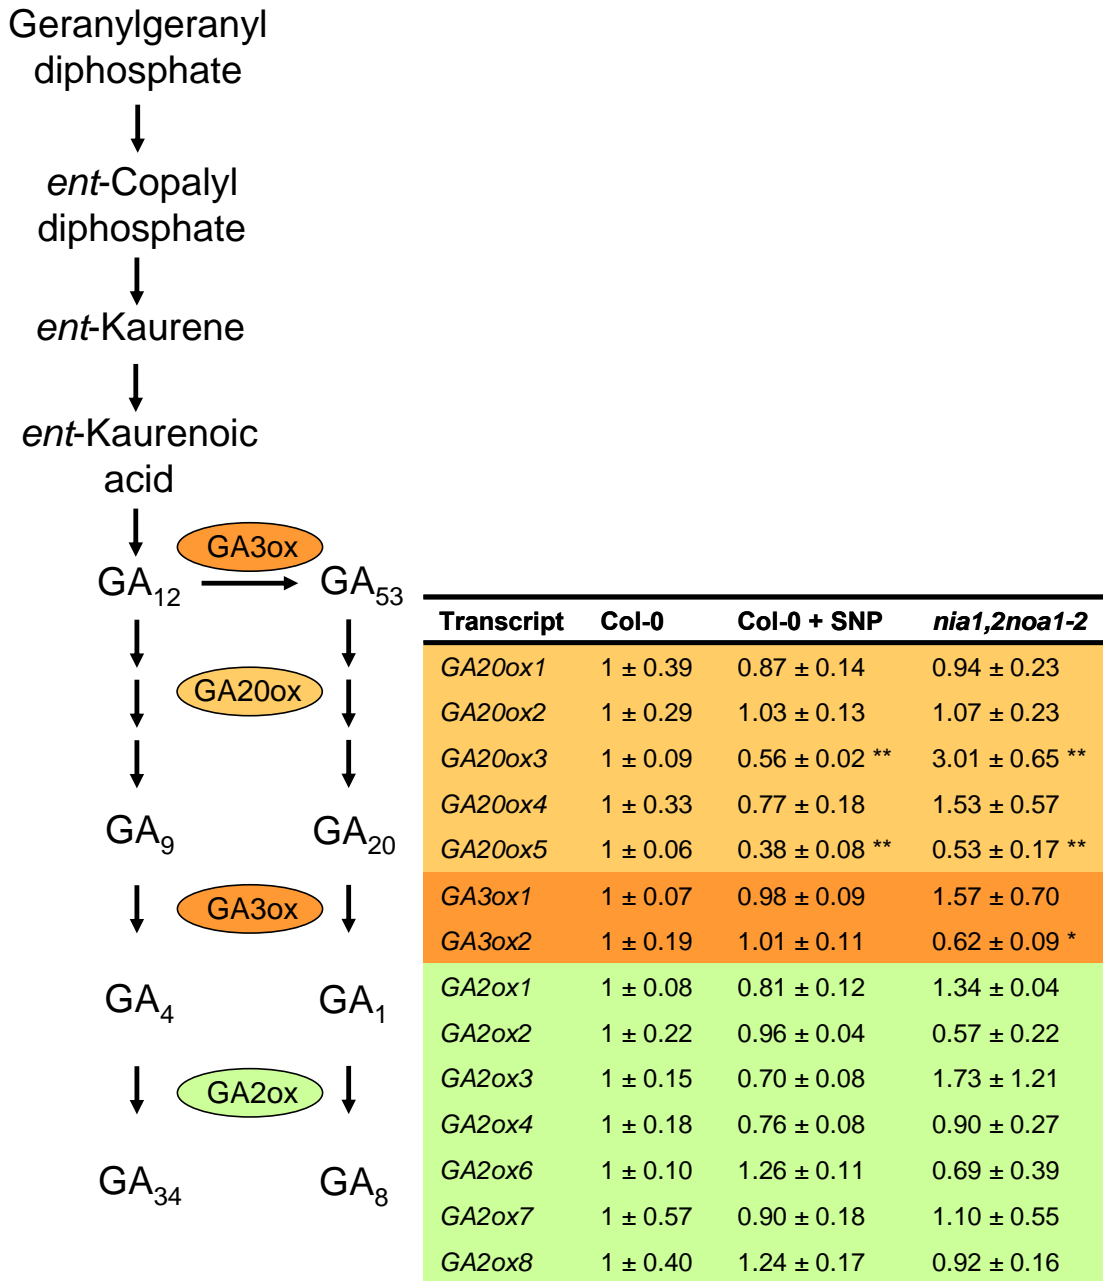 Geranylgeranyl
diphosphate
ent-Copalyl
diphosphate
ent-Kaurene
ent-Kaurenoic
acid
GA3ox
GA12 GA53
GA20ox
GA9 GA20
GA3ox
GA4 GA1
GA2ox
GA34 GA8
Transcript Col-0 Col-0 + SNP nia1,2noa1-2
GA20ox1 1 ± 0.39 0.87 ± 0.14 0.94 ± 0.23
GA20ox2 1 ± 0.29 1.03 ± 0.13 1.07 ± 0.23
GA20ox3 1 ± 0.09 0.56 ± 0.02 ** 3.01 ± 0.65 **
GA20ox4 1 ± 0.33 0.77 ± 0.18 1.53 ± 0.57
GA20ox5 1 ± 0.06 0.38 ± 0.08 ** 0.53 ± 0.17 **
GA3ox1 1 ± 0.07 0.98 ± 0.09 1.57 ± 0.70
GA3ox2 1 ± 0.19 1.01 ± 0.11 0.62 ± 0.09 *
GA2ox1 1 ± 0.08 0.81 ± 0.12 1.34 ± 0.04
GA2ox2 1 ± 0.22 0.96 ± 0.04 0.57 ± 0.22
GA2ox3 1 ± 0.15 0.70 ± 0.08 1.73 ± 1.21
GA2ox4 1 ± 0.18 0.76 ± 0.08 0.90 ± 0.27
GA2ox6 1 ± 0.10 1.26 ± 0.11 0.69 ± 0.39
GA2ox7 1 ± 0.57 0.90 ± 0.18 1.10 ± 0.55
GA2ox8 1 ± 0.40 1.24 ± 0.17 0.92 ± 0.16